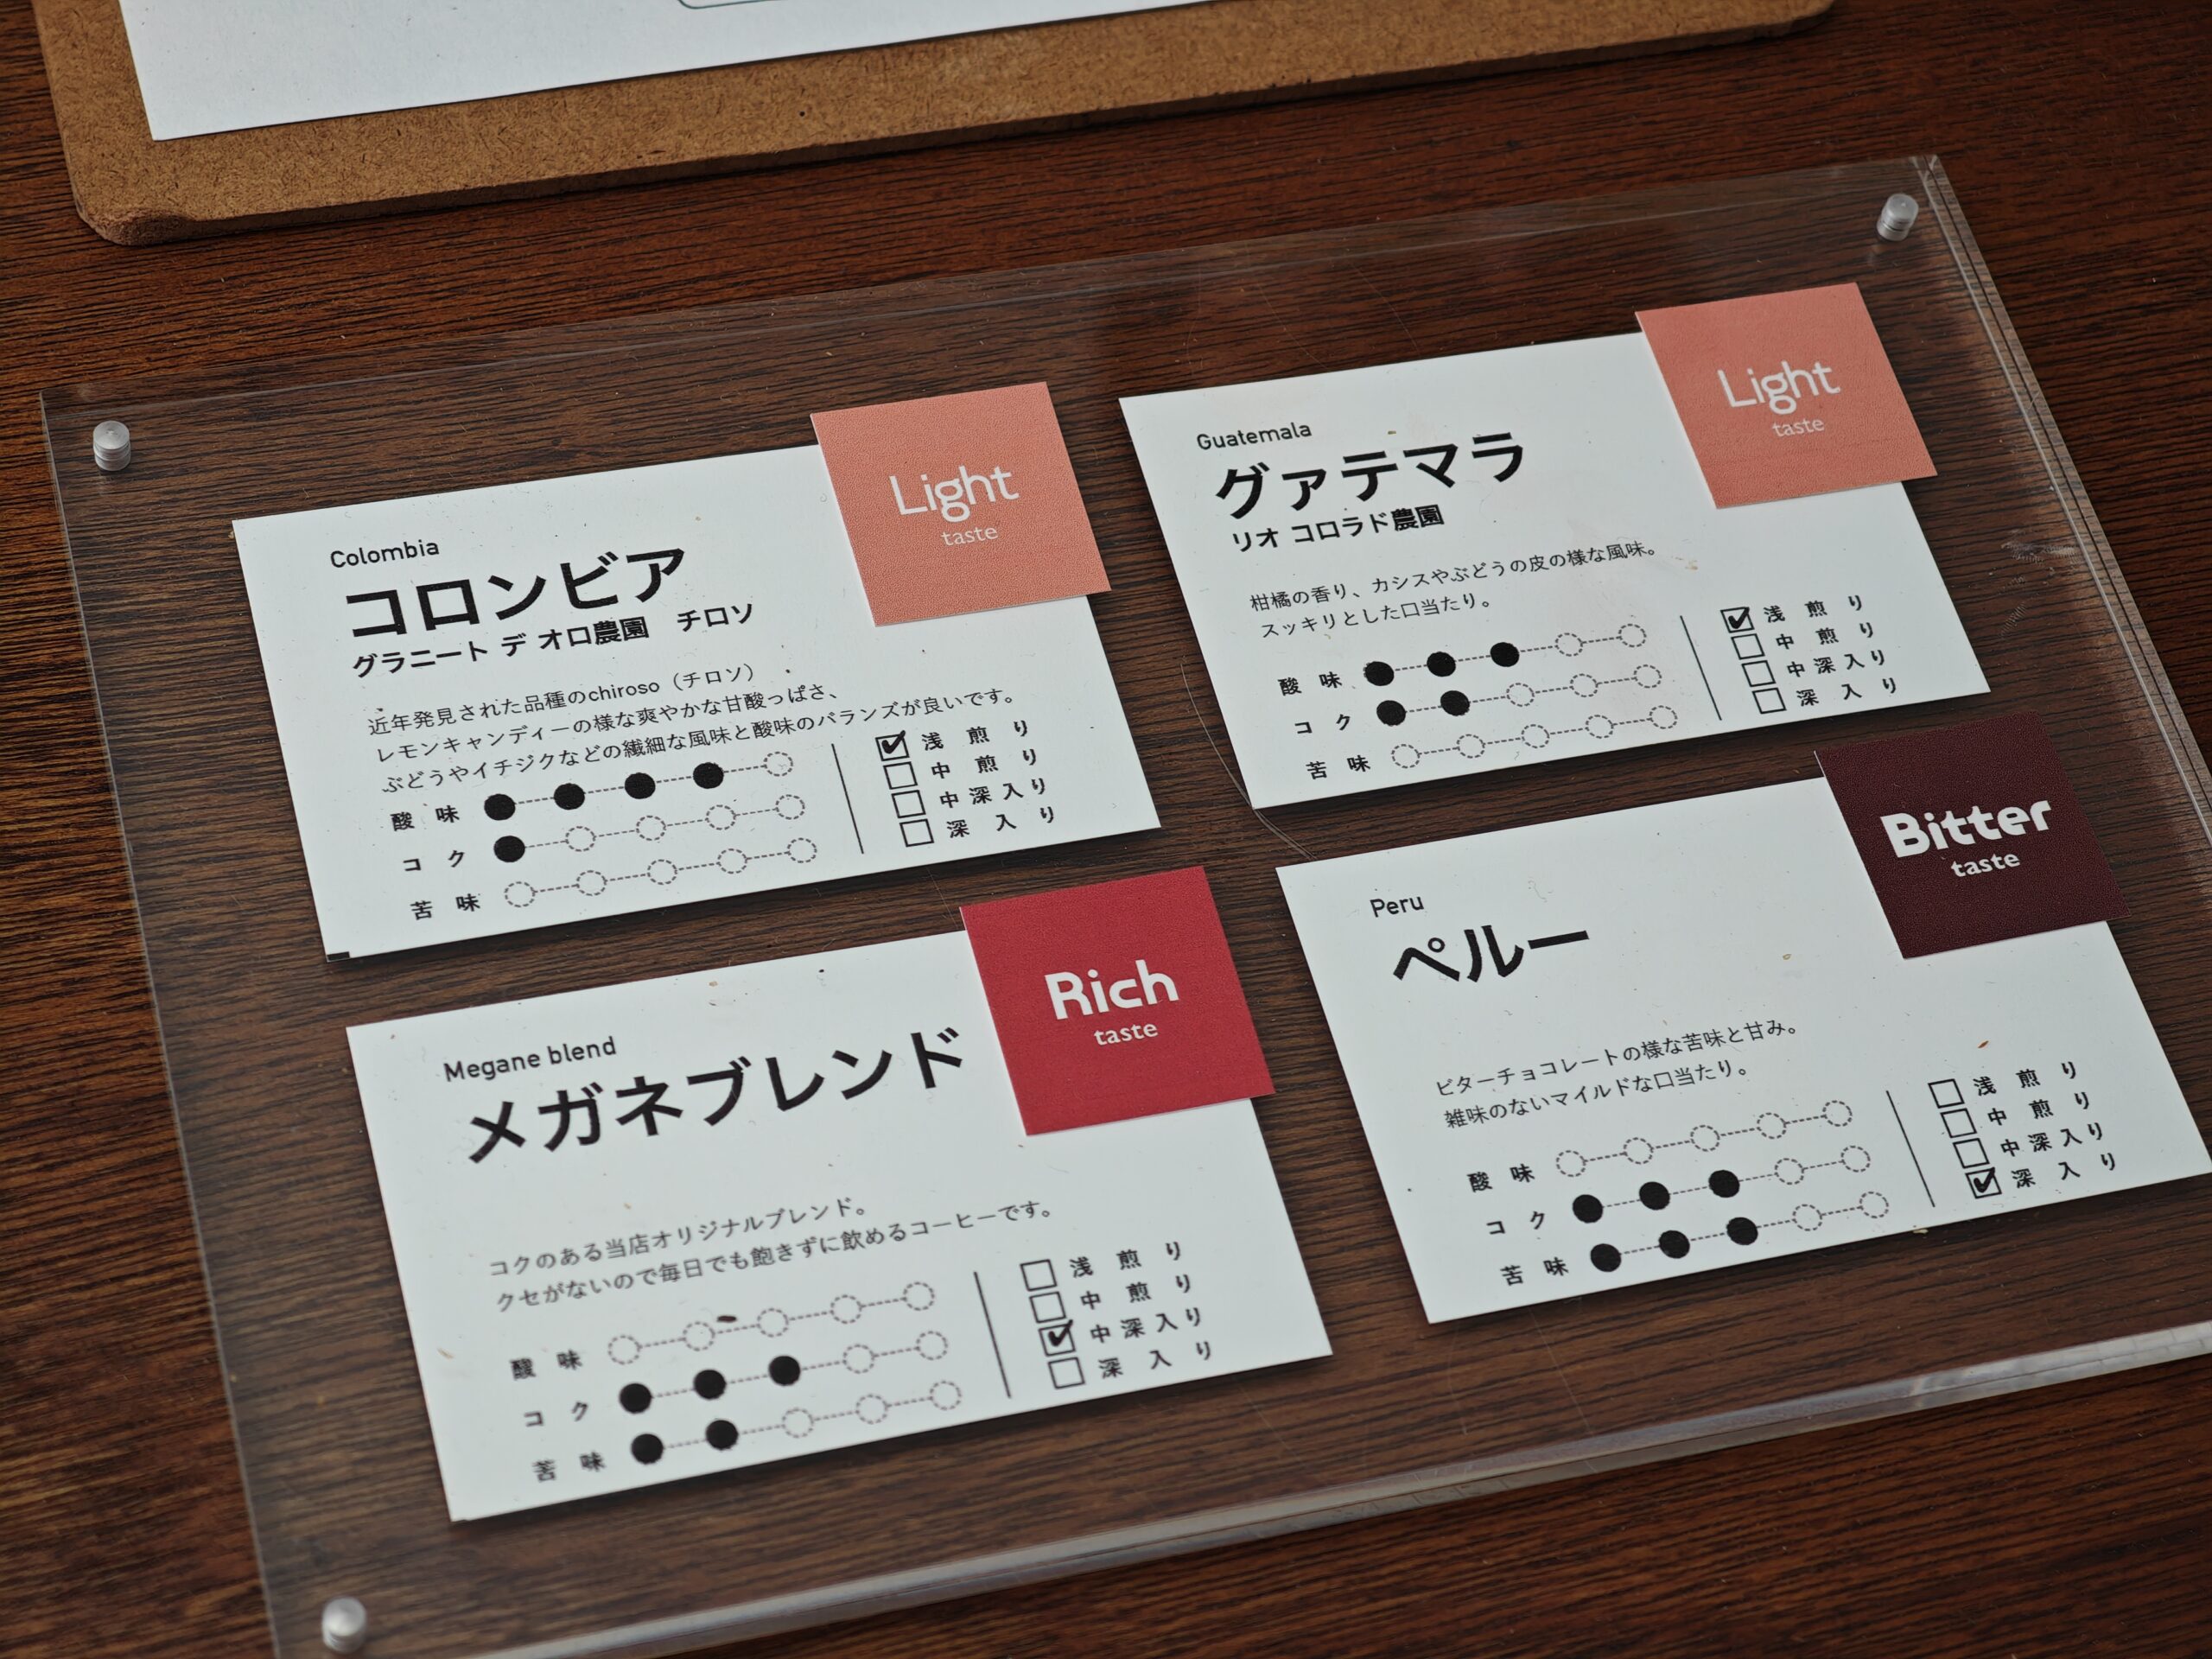 Colombia
コロンビア
グラニート デ オロ農園　チロソ
近年発見された品種のchiroso（チロソ）
レモンキャンディーの様な爽やかな甘酸っぱさ、
ぶどうやイチジクなどの繊細な風味と酸味のバランスが良いです。
酸味
コク
苦味
浅煎り
中煎り
中深入り
深入り
Light
taste
Guatemala
グァテマラ
リオ コロラド農園
柑橘の香り、カシスやぶどうの皮の様な風味。
スッキリとした口当たり。
酸味
コク
苦味
浅煎り
中煎り
中深入り
深入り
Light
taste
Megane blend
メガネブレンド
コクのある当店オリジナルブレンド。
クセがないので毎日でも飽きずに飲めるコーヒーです。
酸味
コク
苦味
浅煎り
中煎り
中深入り
深入り
Rich
taste
Peru
ペルー
ビターチョコレートの様な苦味と甘み。
雑味のないマイルドな口当たり。
酸味
コク
苦味
浅煎り
中煎り
中深入り
深入り
Bitter
taste